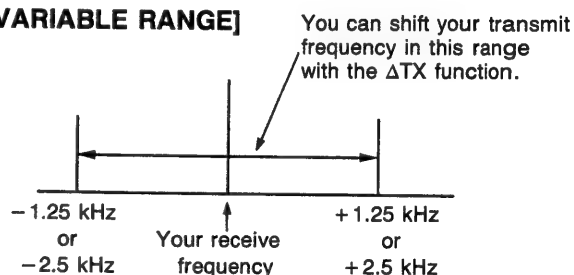 VARIABLE RANGE]
You can shift your transmit
frequency in this range
with the ΔTX function.
−1.25 kHz
or
−2.5 kHz
Your receive
frequency
+1.25 kHz
or
+2.5 kHz